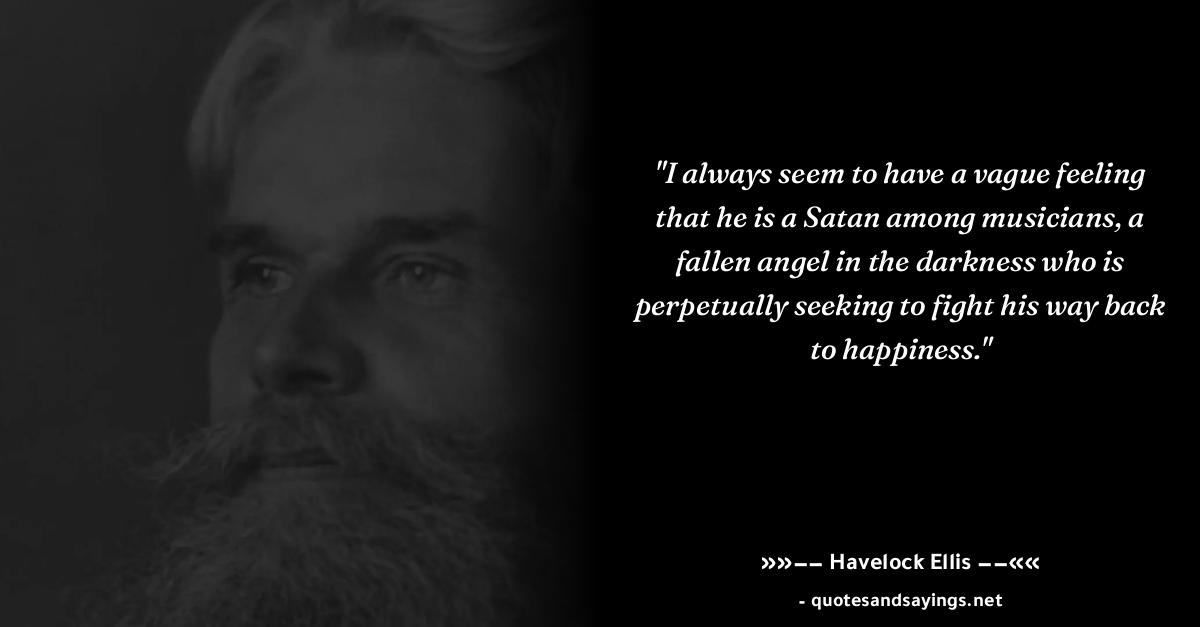 "I always seem to have a vague feeling
that he is a Satan among musicians, a
fallen angel in the darkness who is
perpetually seeking to fight his way back
to happiness."
»»−− Havelock Ellis −−««
- quotesandsayings.net